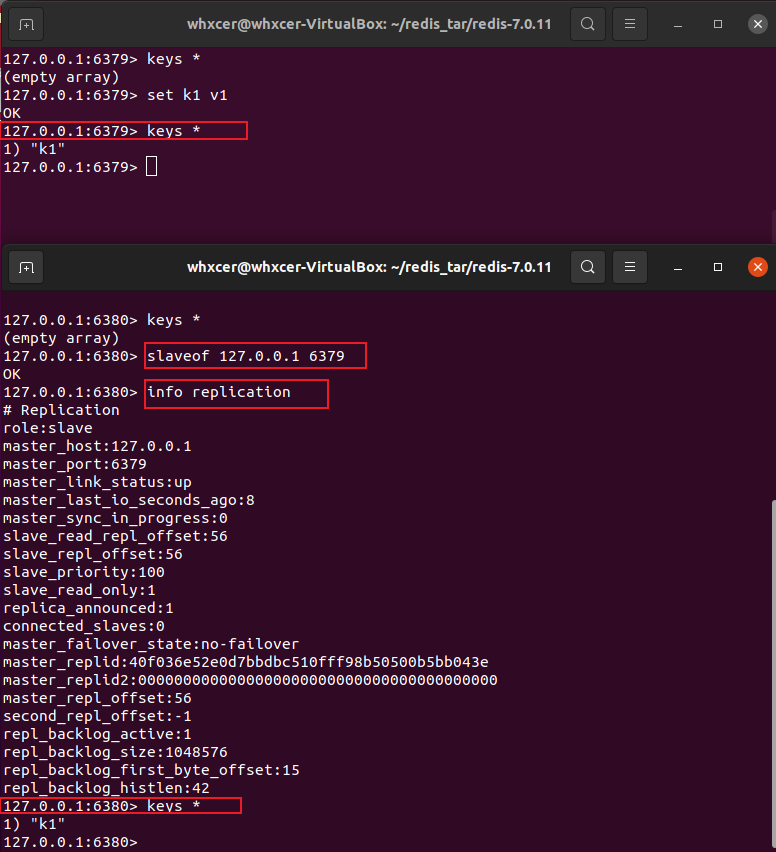 whxcer@whxcer-VirtualBox: ~/redis_tar/redis-7.0.11
127.0.0.1:6379> keys *
(empty array)
127.0.0.1:6379> set k1 v1
OK
127.0.0.1:6379> keys *
1) "k1"
127.0.0.1:6379>
whxcer@whxcer-VirtualBox: ~/redis_tar/redis-7.0.11
127.0.0.1:6380> keys *
(empty array)
127.0.0.1:6380> slaveof 127.0.0.1 6379
OK
127.0.0.1:6380> info replication
# Replication
role:slave
master_host:127.0.0.1
master_port:6379
master_link_status:up
master_last_io_seconds_ago:8
master_sync_in_progress:0
slave_read_repl_offset:56
slave_repl_offset:56
slave_priority:100
slave_read_only:1
replica_announced:1
connected_slaves:0
master_failover_state:no-failover
master_replid:40f036e52e0d7bbdbc510fff98b50500b5bb043e
master_replid2:0000000000000000000000000000000000000000
master_repl_offset:56
second_repl_offset:-1
repl_backlog_active:1
repl_backlog_size:1048576
repl_backlog_first_byte_offset:15
repl_backlog_histlen:42
127.0.0.1:6380> keys *
1) "k1"
127.0.0.1:6380>